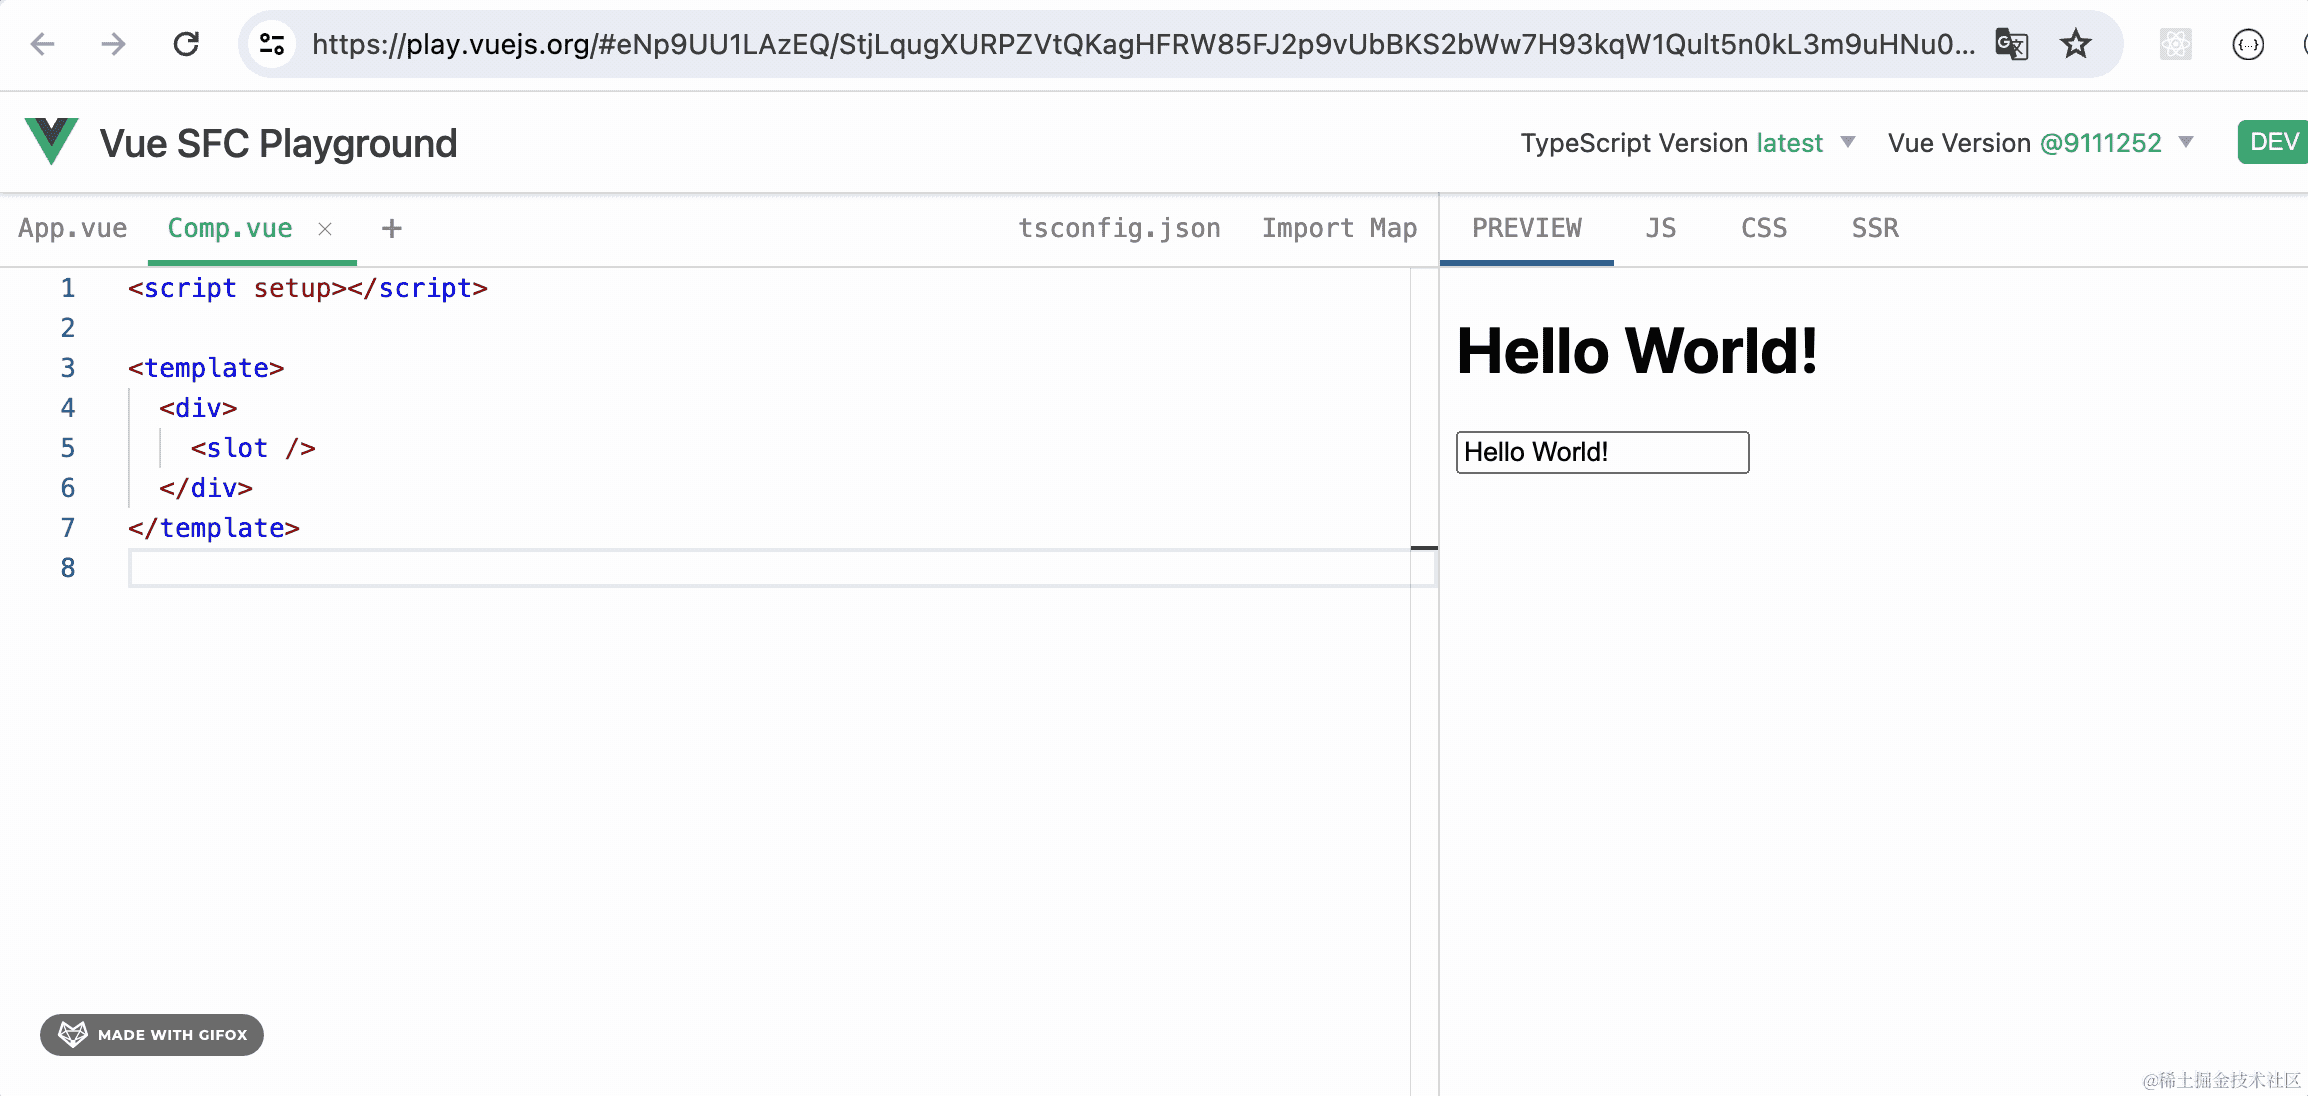 https://play.vuejs.org/#eNp9UU1LAzEQ/StjLqugXURPZVtQKagHFRW85FJ2p9vUbBKS2bWw7H93kqW1Qult5n0kL3m9uHNu0...
Vue SFC Playground
TypeScript Version latest
Vue Version @9111252
DEV
App.vue
Comp.vue ×
+
tsconfig.json
Import Map
PREVIEW
JS
CSS
SSR
1 <script setup></script>
2
3 <template>
4 <div>
5 <slot />
6 </div>
7 </template>
8
Hello World!
Hello World!
MADE WITH GIFOX
@稀土掘金技术社区